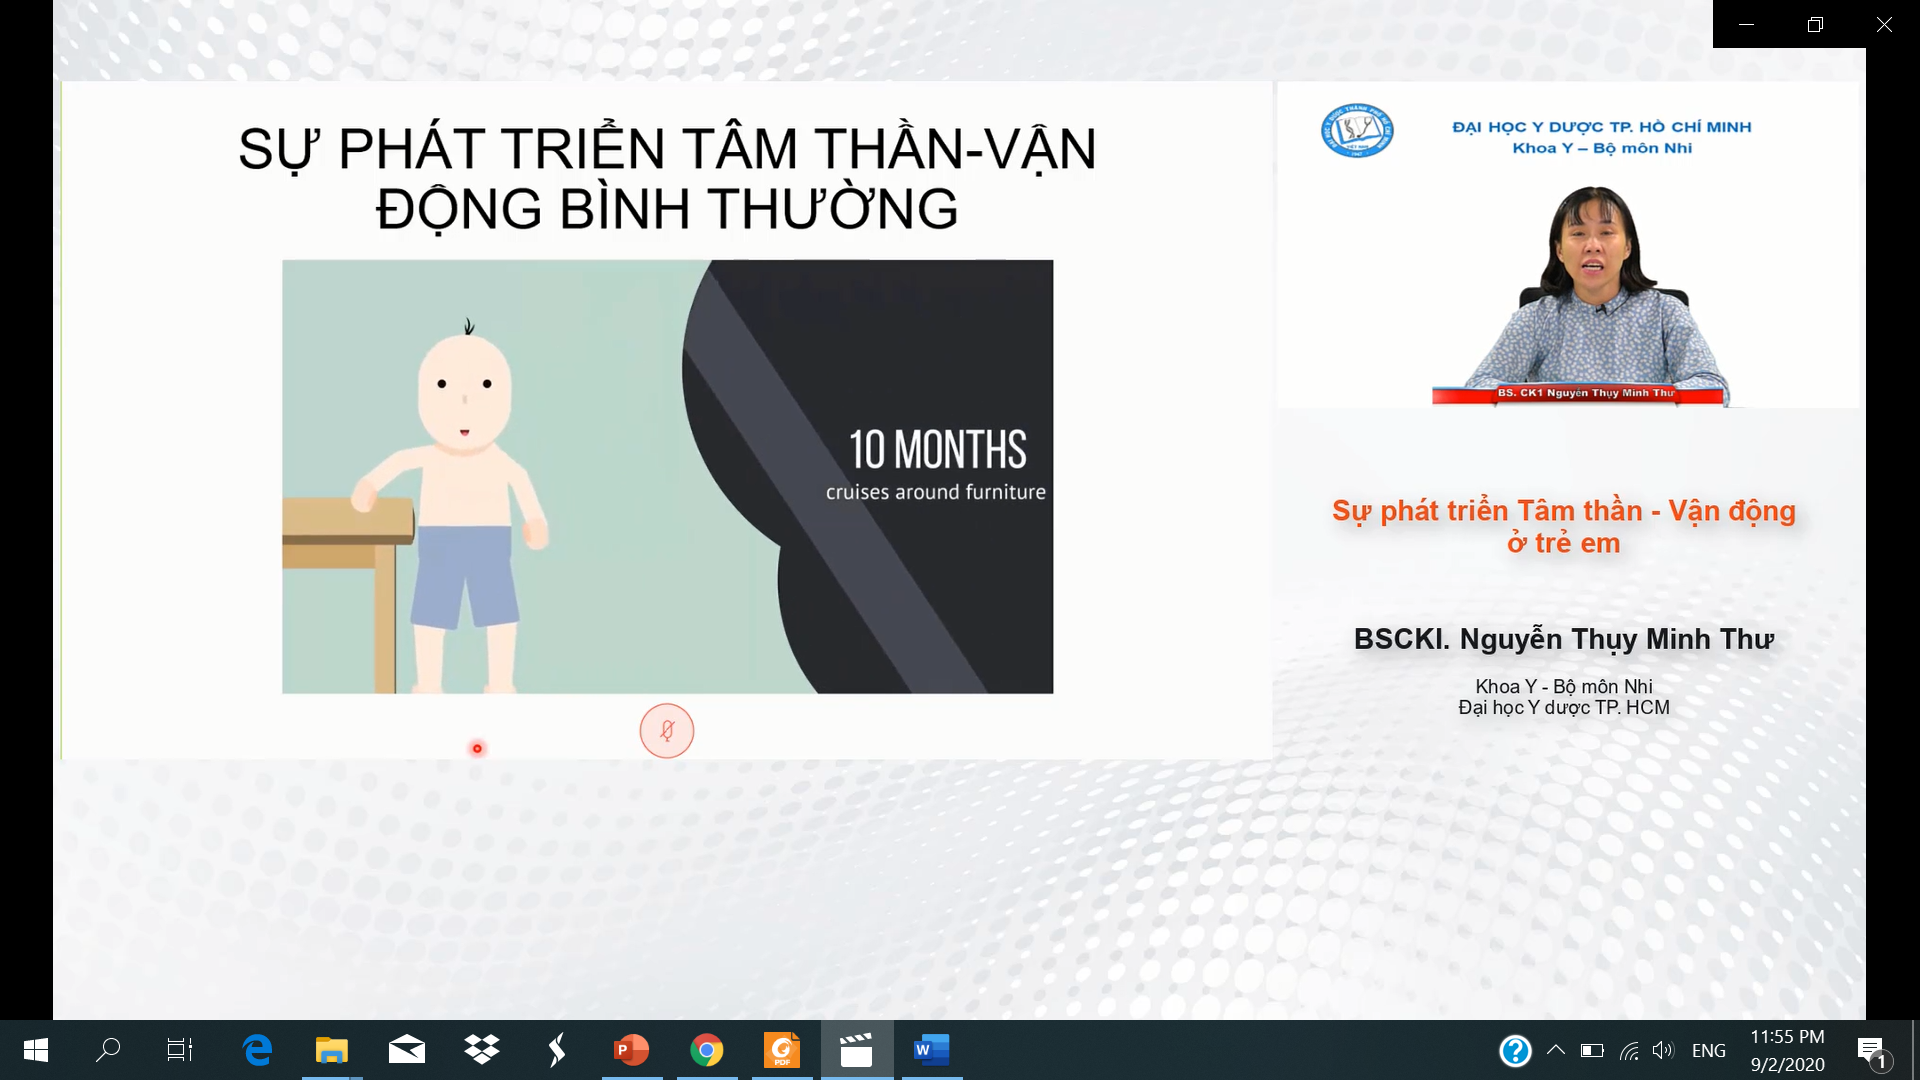 SỰ PHÁT TRIỂN TÂM THẦN-VẬN
ĐỘNG BÌNH THƯỜNG
10 MONTHS
cruises around furniture
ĐẠI HỌC Y DƯỢC TP. HỒ CHÍ MINH
Khoa Y – Bộ môn Nhi
BS. CK1 Nguyễn Thụy Minh Thư
Sự phát triển Tâm thần - Vận động
ở trẻ em
BSCKI. Nguyễn Thụy Minh Thư
Khoa Y - Bộ môn Nhi
Đại học Y dược TP. HCM
ENG
11:55 PM
9/2/2020
1